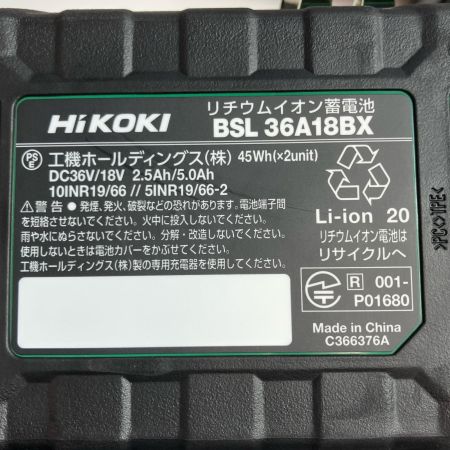 HiKOKI
リチウムイオン蓄電池
BSL 36A18BX
PS
E
工機ホールディングス(株) 45Wh(×2unit)
DC36V/18V 2.5Ah/5.0Ah
10INR19/66 // 5INR19/66-2
⚠警告 ● 発煙、発火、破裂などの恐れがあります。電池端子間
を短絡させないでください。火中に投入しないでください。
雨や水にぬらさないでください。分解・改造しないでください。
使用しないときは電池カバーをかぶせてください。
工機ホールディングス(株)製の専用充電器を使用してください。
Li-ion 20
リチウムイオン電池は
リサイクルへ
R 001-
P01680
Made in China
C366376A
>PC+TPE<